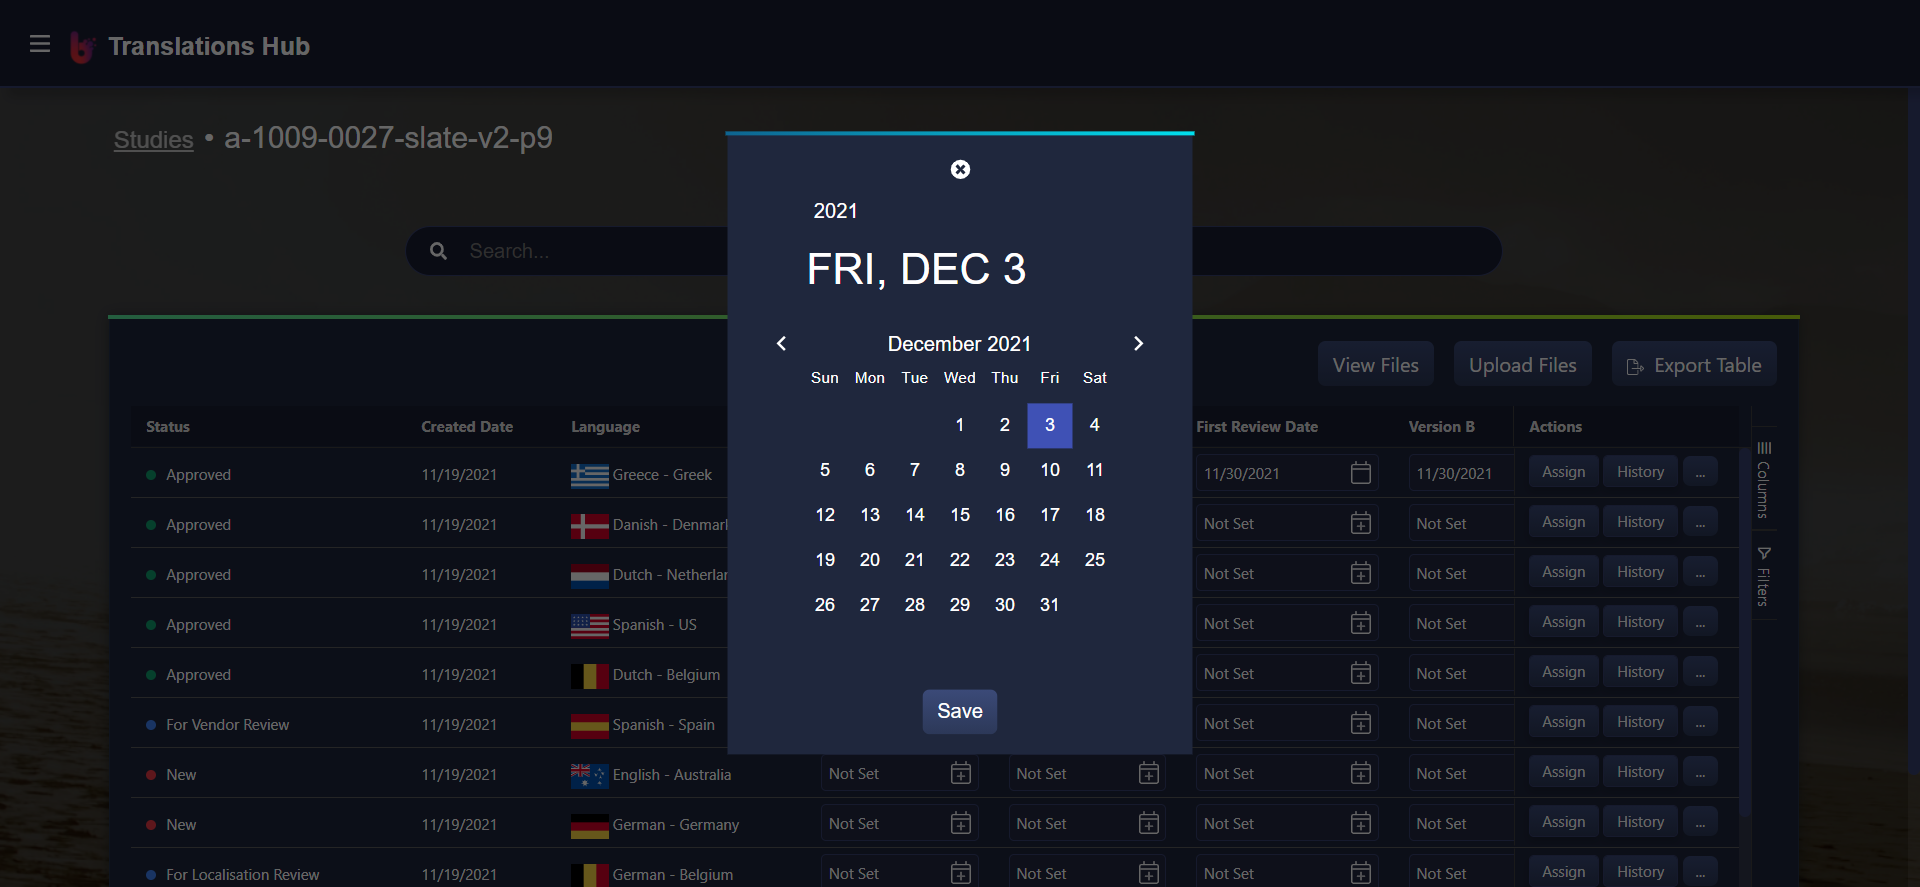 Translations Hub
Studies • a-1009-0027-slate-v2-p9
Search...
2021
FRI, DEC 3
December 2021
Sun Mon Tue Wed Thu Fri Sat
1 2 3 4
5 6 7 8 9 10 11
12 13 14 15 16 17 18
19 20 21 22 23 24 25
26 27 28 29 30 31
Save
View Files Upload Files Export Table
Status Created Date Language First Review Date Version B Actions
Approved 11/19/2021 Greece - Greek 11/30/2021 11/30/2021 Assign History ...
Approved 11/19/2021 Danish - Not Set Not Set Assign History ...
Approved 11/19/2021 Dutch - Not Set Not Set Assign History ...
Approved 11/19/2021 Spanish - US Not Set Not Set Assign History ...
Approved 11/19/2021 Dutch - Belgium Not Set Not Set Assign History ...
For Vendor Review 11/19/2021 Spanish - Spain Not Set Not Set Assign History ...
New 11/19/2021 English - Australia Not Set Not Set Not Set Not Set Assign History ...
New 11/19/2021 German - Germany Not Set Not Set Not Set Not Set Assign History ...
For Localisation Review 11/19/2021 German - Belgium Not Set Not Set Not Set Not Set Assign History ...
Columns
Filters